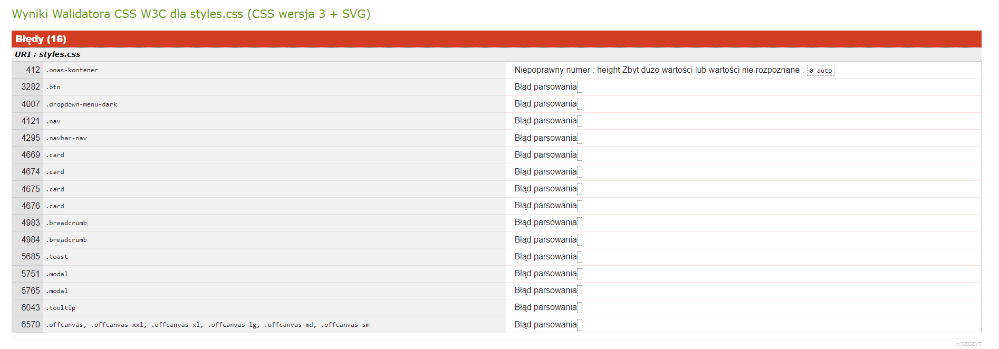 Wyniki Walidatora CSS W3C dla styles.css (CSS wersja 3 + SVG)
Błędy (16)
URI : styles.css
412 .onas-kontener Niepoprawny numer : height Zbyt dużo wartości lub wartości nie rozpoznane : 0 auto
3282 .btn Błąd parsowania
4007 .dropdown-menu-dark Błąd parsowania
4121 .nav Błąd parsowania
4295 .navbar-nav Błąd parsowania
4669 .card Błąd parsowania
4674 .card Błąd parsowania
4675 .card Błąd parsowania
4676 .card Błąd parsowania
4983 .breadcrumb Błąd parsowania
4984 .breadcrumb Błąd parsowania
5685 .toast Błąd parsowania
5751 .modal Błąd parsowania
5765 .modal Błąd parsowania
6043 .tooltip Błąd parsowania
6570 .offcanvas, .offcanvas-xxl, .offcanvas-xl, .offcanvas-lg, .offcanvas-md, .offcanvas-sm Błąd parsowania
↑ SZCZYT